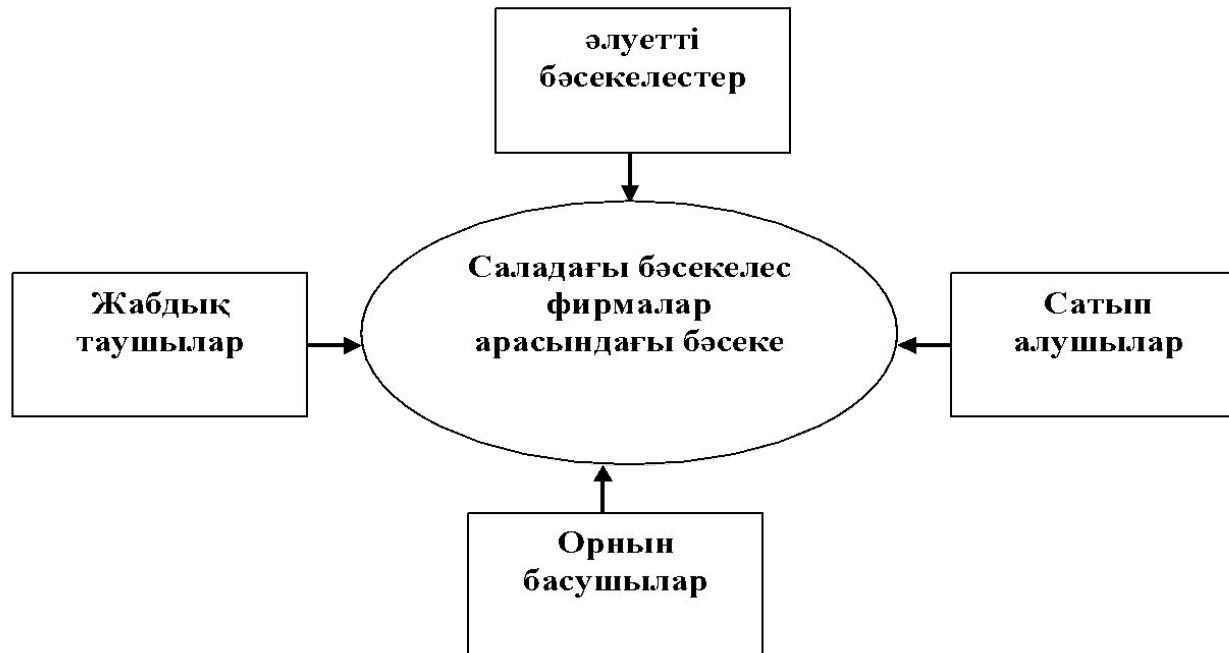 әлуетті
бәсекелестер
Саладағы бәсекелес
фирмалар
арасындағы бәсеке
Жабдық
таушылар
Сатып
алушылар
Орнын
басушылар